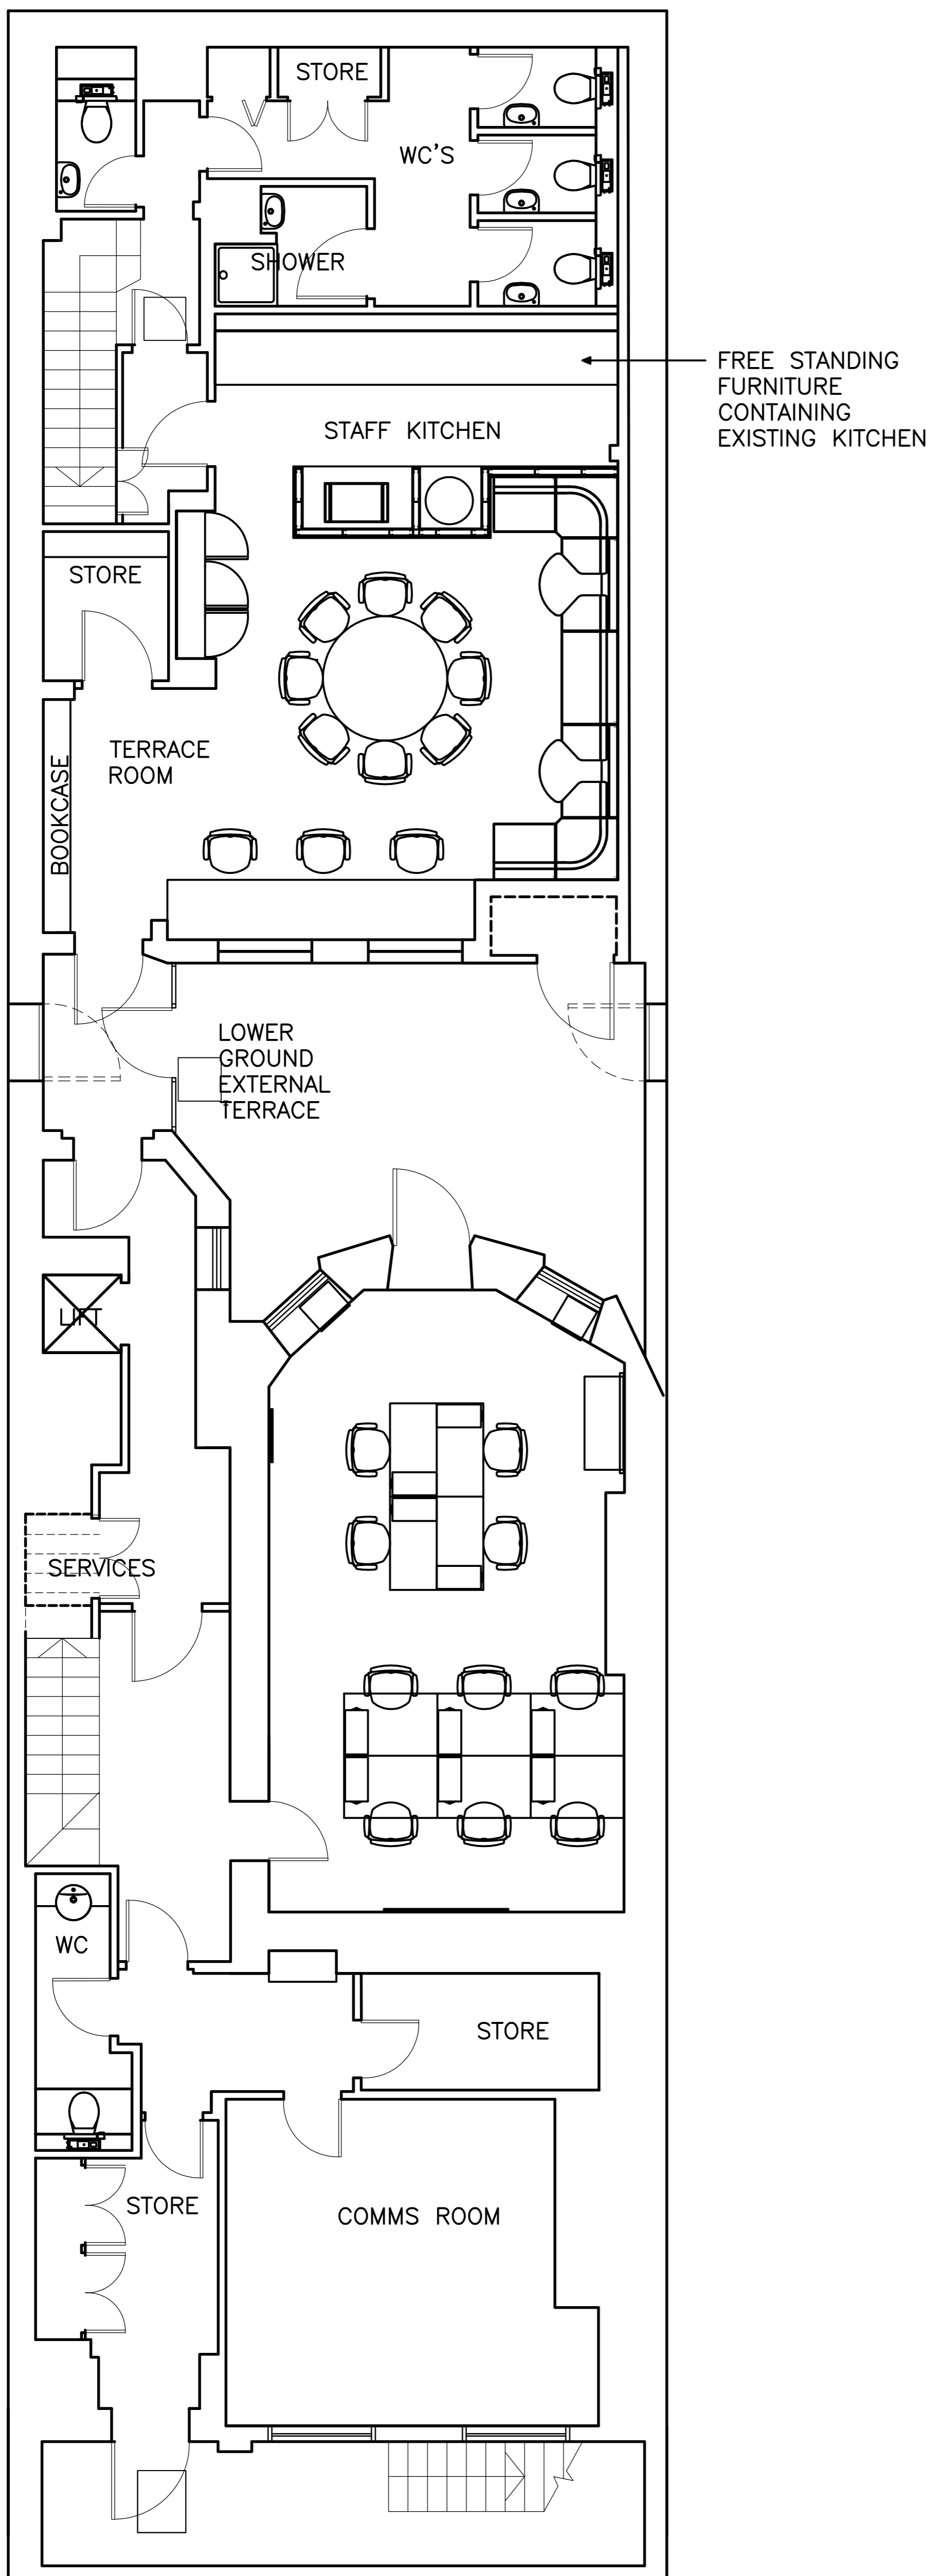 STORE
WC'S
SHOWER
FREE STANDING
FURNITURE
CONTAINING
EXISTING KITCHEN
STAFF KITCHEN
STORE
TERRACE
ROOM
BOOKCASE
LOWER
GROUND
EXTERNAL
TERRACE
LIFT
SERVICES
WC
STORE
STORE
COMMS ROOM